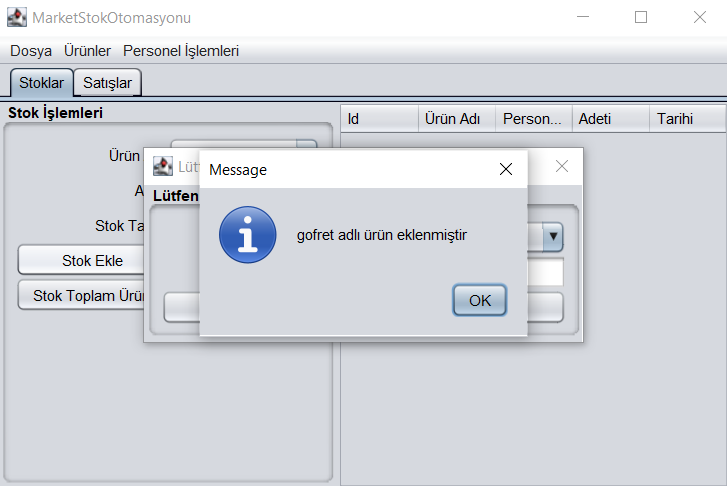 MarketStokOtomasyonu
Dosya Ürünler Personel İşlemleri
Stoklar Satışlar
Stok İşlemleri
Id Ürün Adı Person... Adeti Tarihi
Ürün
Stok
Stok Ekle
Stok Toplam
Lütfen
Message
gofret adlı ürün eklenmiştir
OK